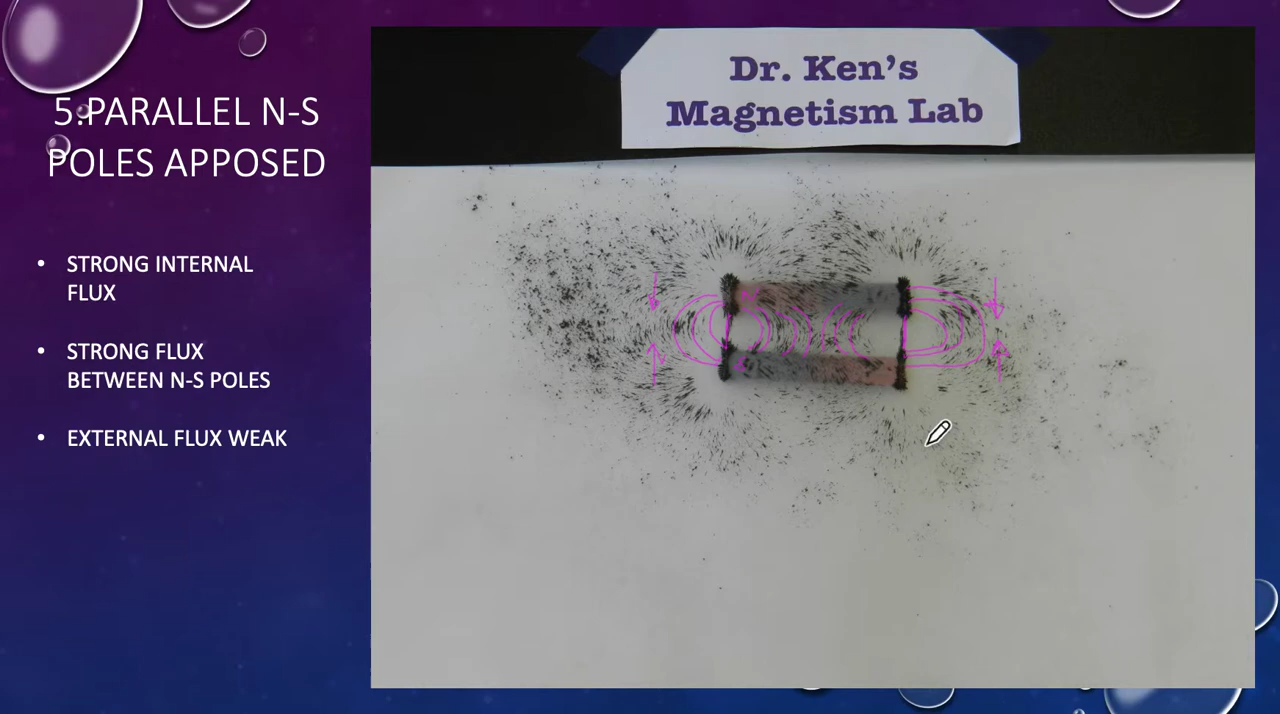 5.PARALLEL N-S
POLES APPOSED
• STRONG INTERNAL
FLUX
• STRONG FLUX
BETWEEN N-S POLES
• EXTERNAL FLUX WEAK
Dr. Ken's
Magnetism Lab